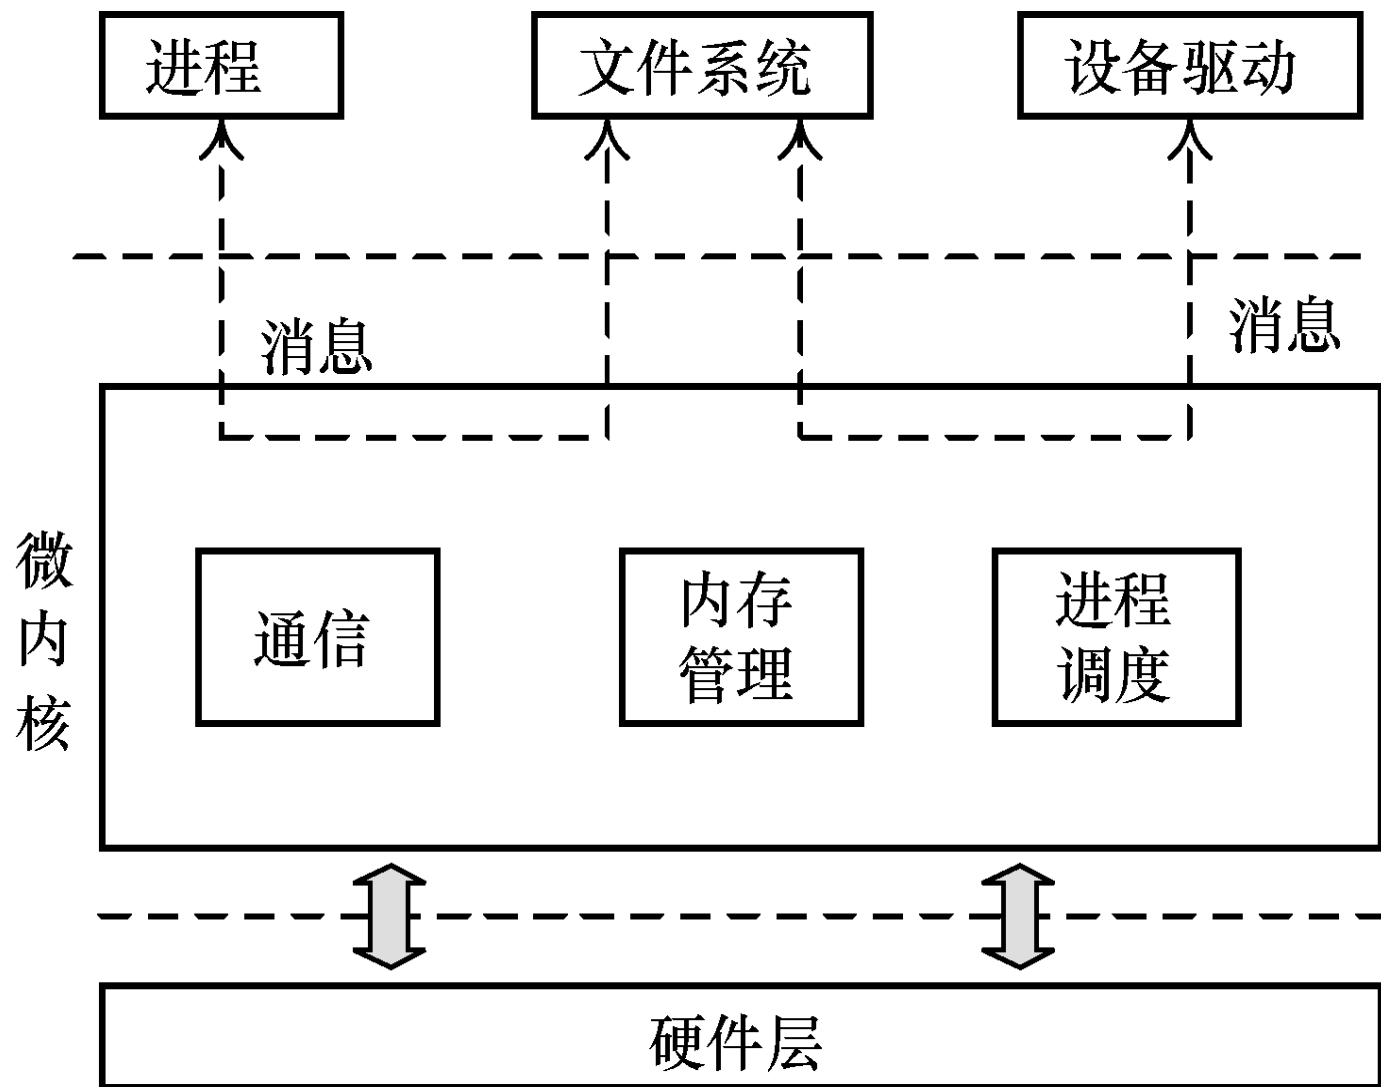 进程
文件系统
设备驱动
消息
消息
微内核
通信
内存
管理
进程
调度
硬件层